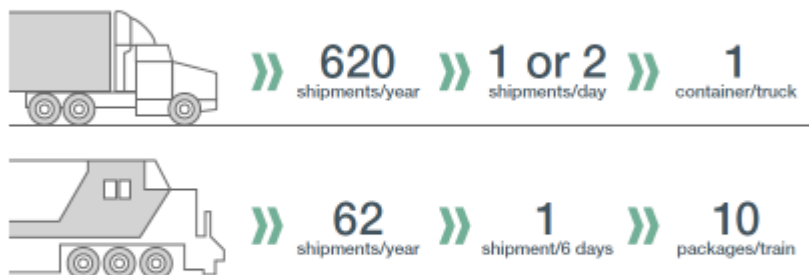 620 1 or 2 1
shipments/year shipments/day container/truck
62 1 10
shipments/year shipment/6 days packages/train